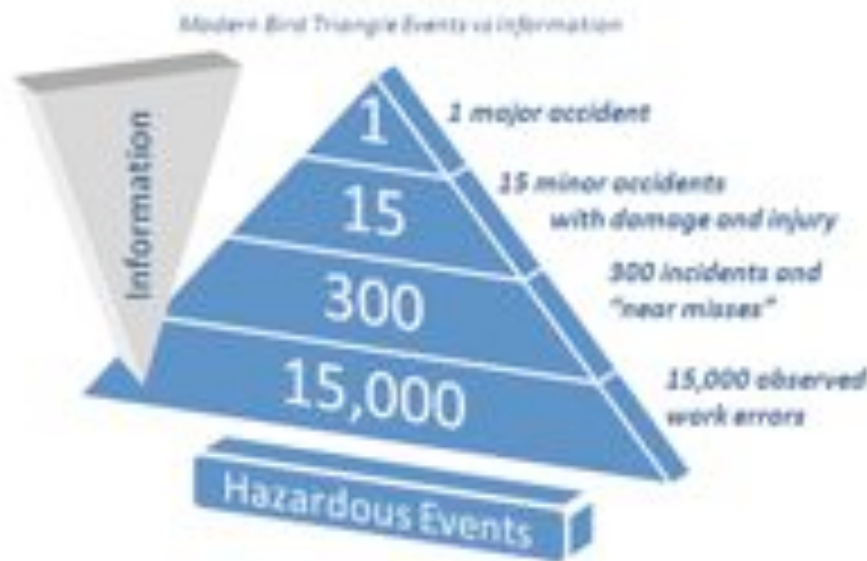 Modern Bird Triangle Events vs Information
Information
1
1 major accident
15
15 minor accidents
with damage and injury
300
300 incidents and
"near misses"
15,000
15,000 observed
work errors
Hazardous Events